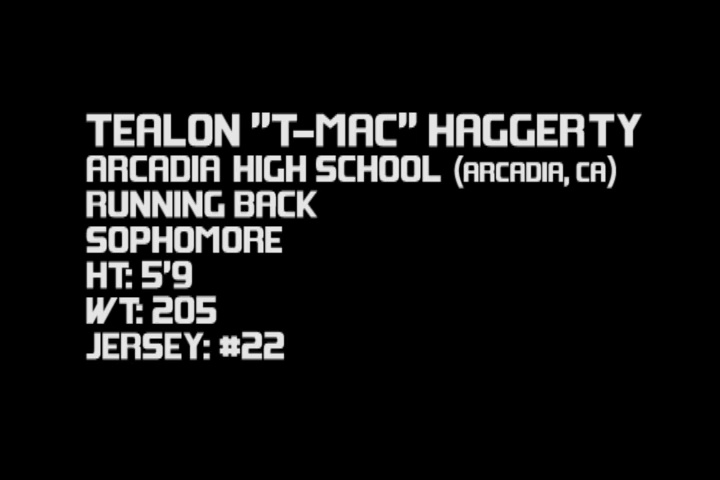 TEALON "T-MAC" HAGGERTY
ARCADIA HIGH SCHOOL (ARCADIA, CA)
RUNNING BACK
SOPHOMORE
HT: 5'9
WT: 205
JERSEY: #22